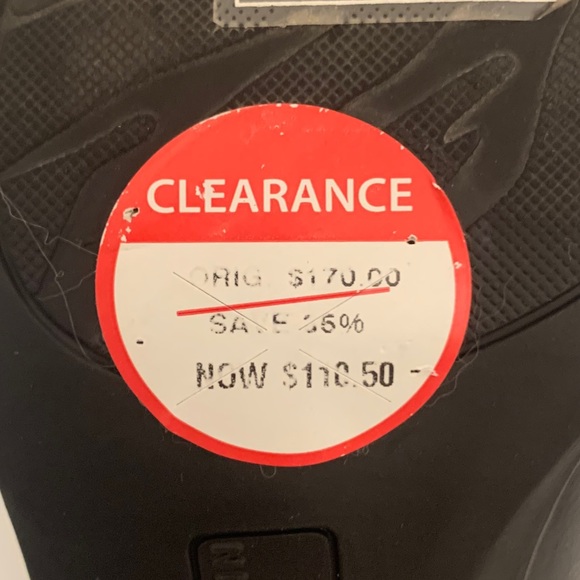 CLEARANCE
ORIG. $170.00
SAVE 35%
NOW $110.50